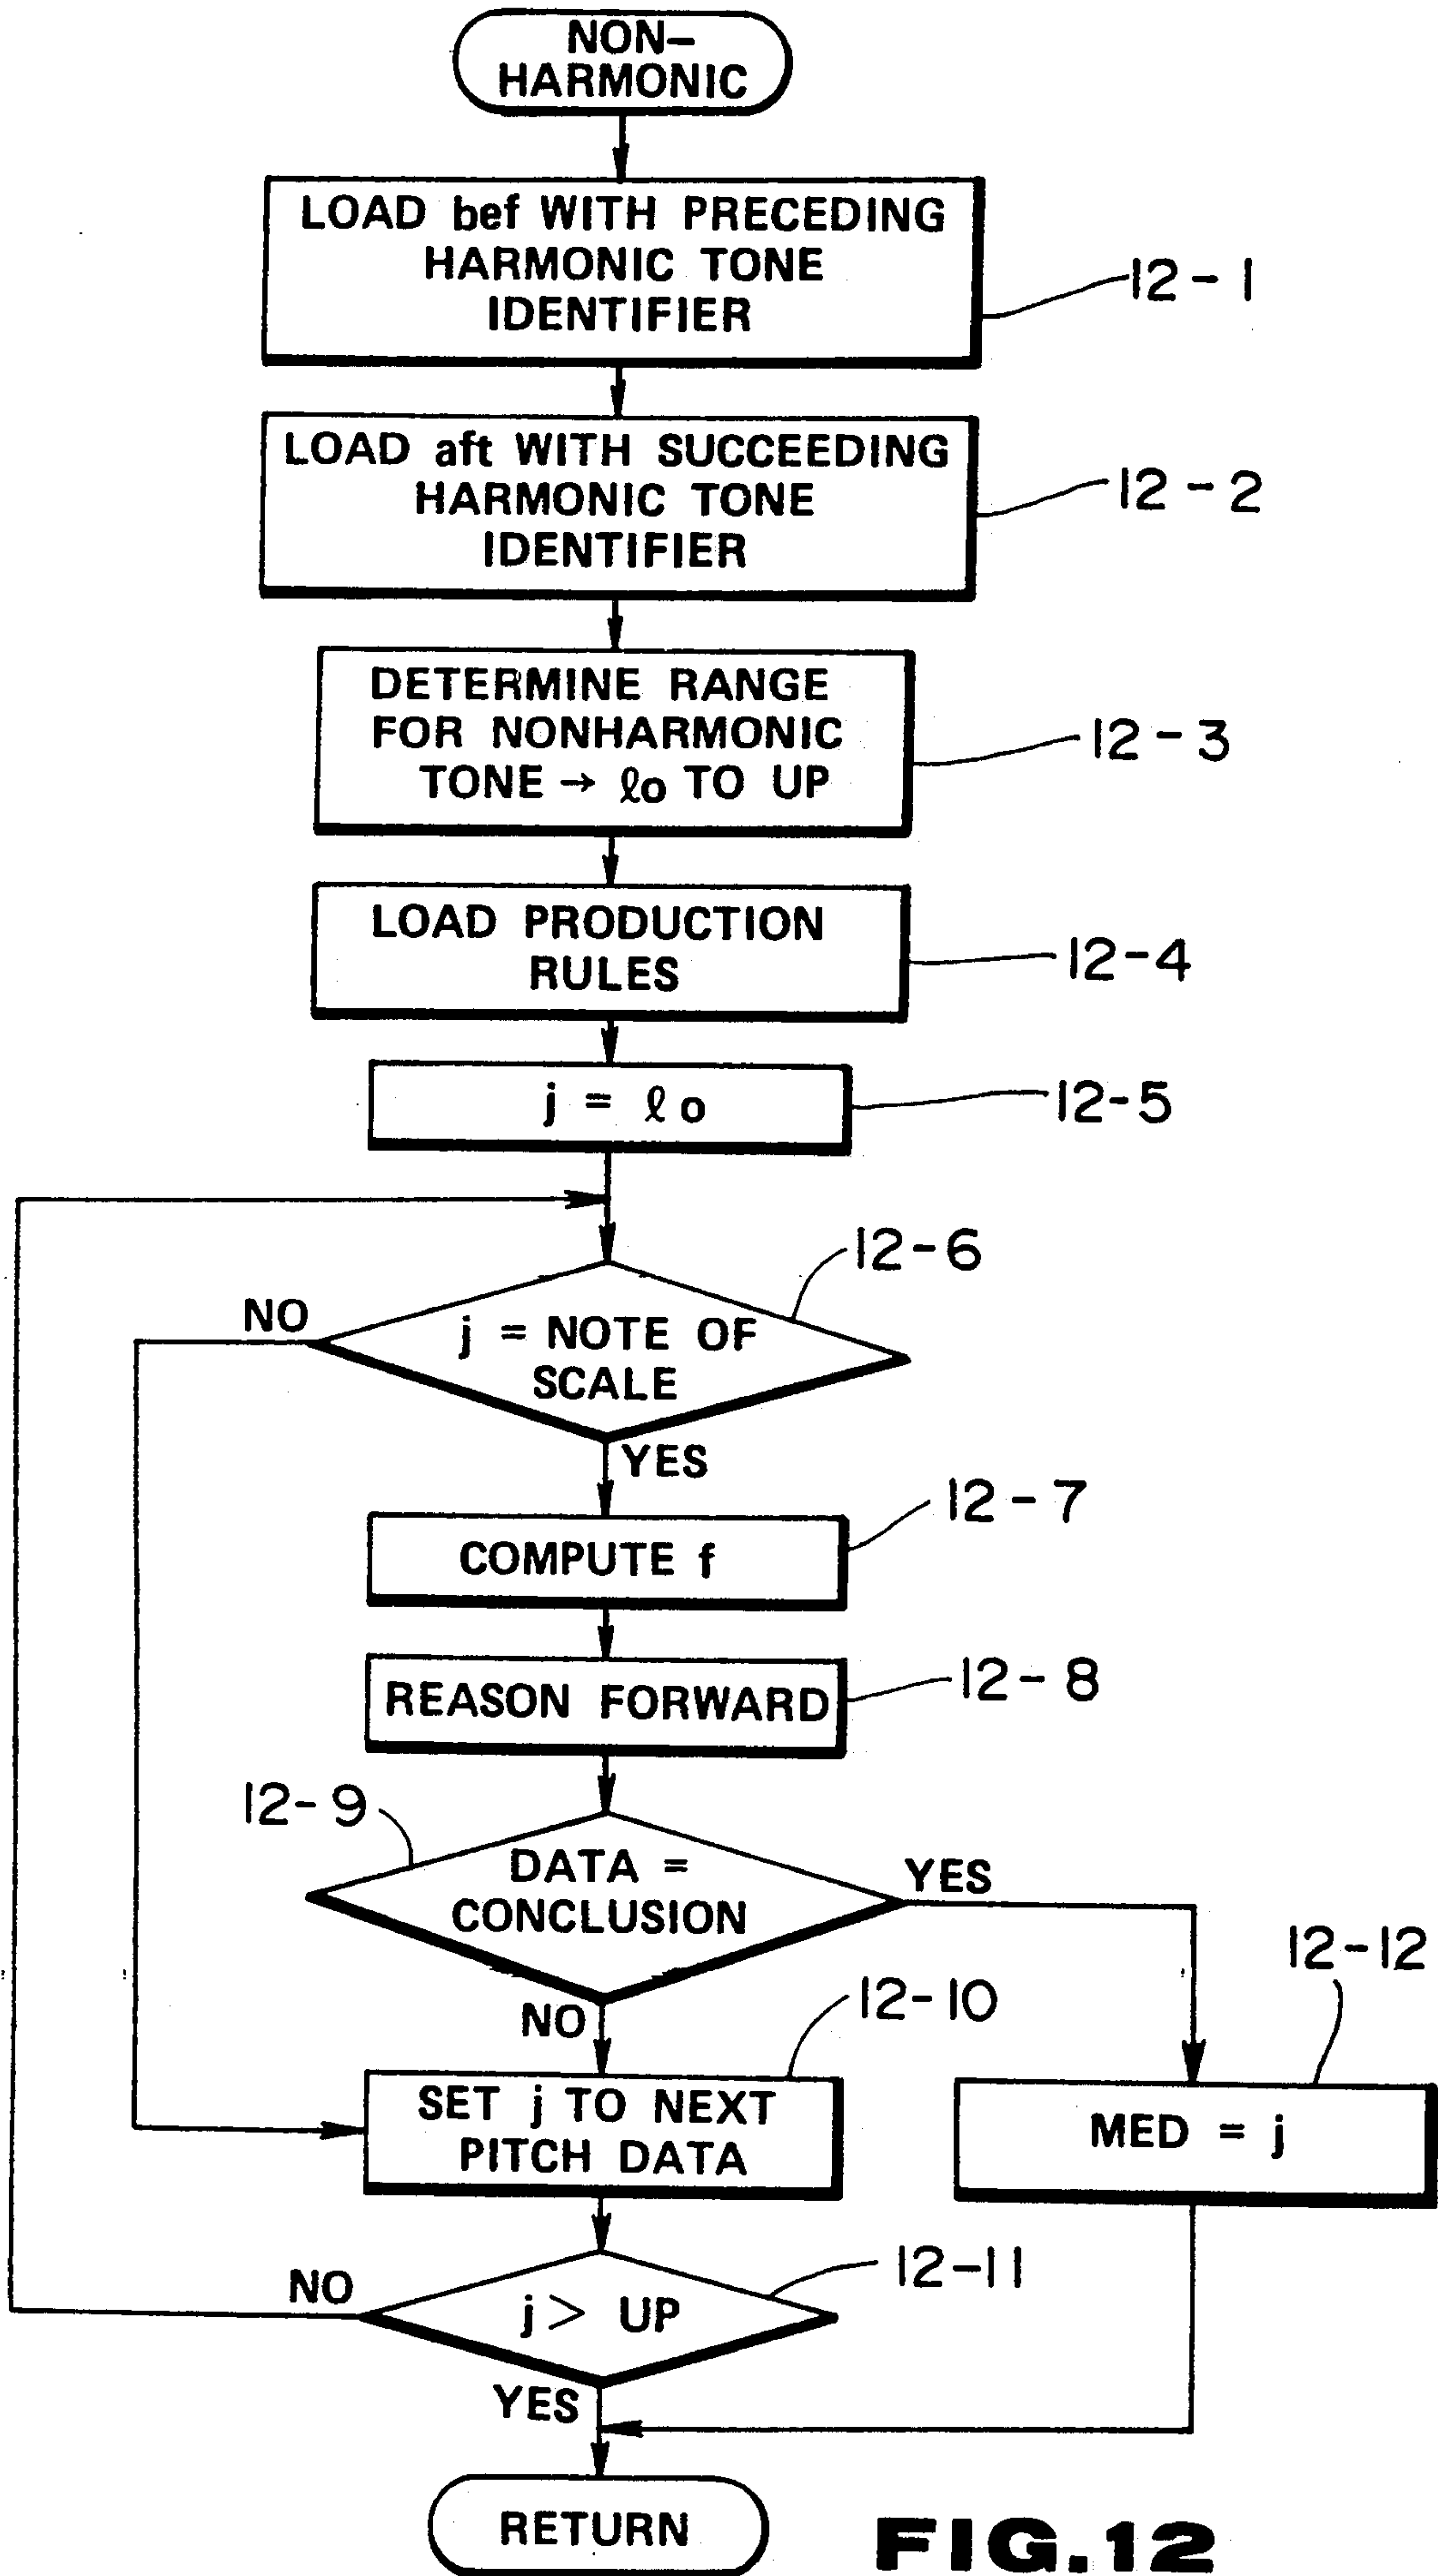 NON-
HARMONIC
LOAD bef WITH PRECEDING
HARMONIC TONE
IDENTIFIER
12-1
LOAD aft WITH SUCCEEDING
HARMONIC TONE
IDENTIFIER
12-2
DETERMINE RANGE
FOR NONHARMONIC
TONE → ℓo TO UP
12-3
LOAD PRODUCTION
RULES
12-4
j = ℓo
12-5
12-6
NO
j = NOTE OF
SCALE
YES
12-7
COMPUTE f
12-8
REASON FORWARD
12-9
DATA =
CONCLUSION
YES
12-12
NO
12-10
SET j TO NEXT
PITCH DATA
MED = j
12-11
NO
j > UP
YES
RETURN
FIG.12